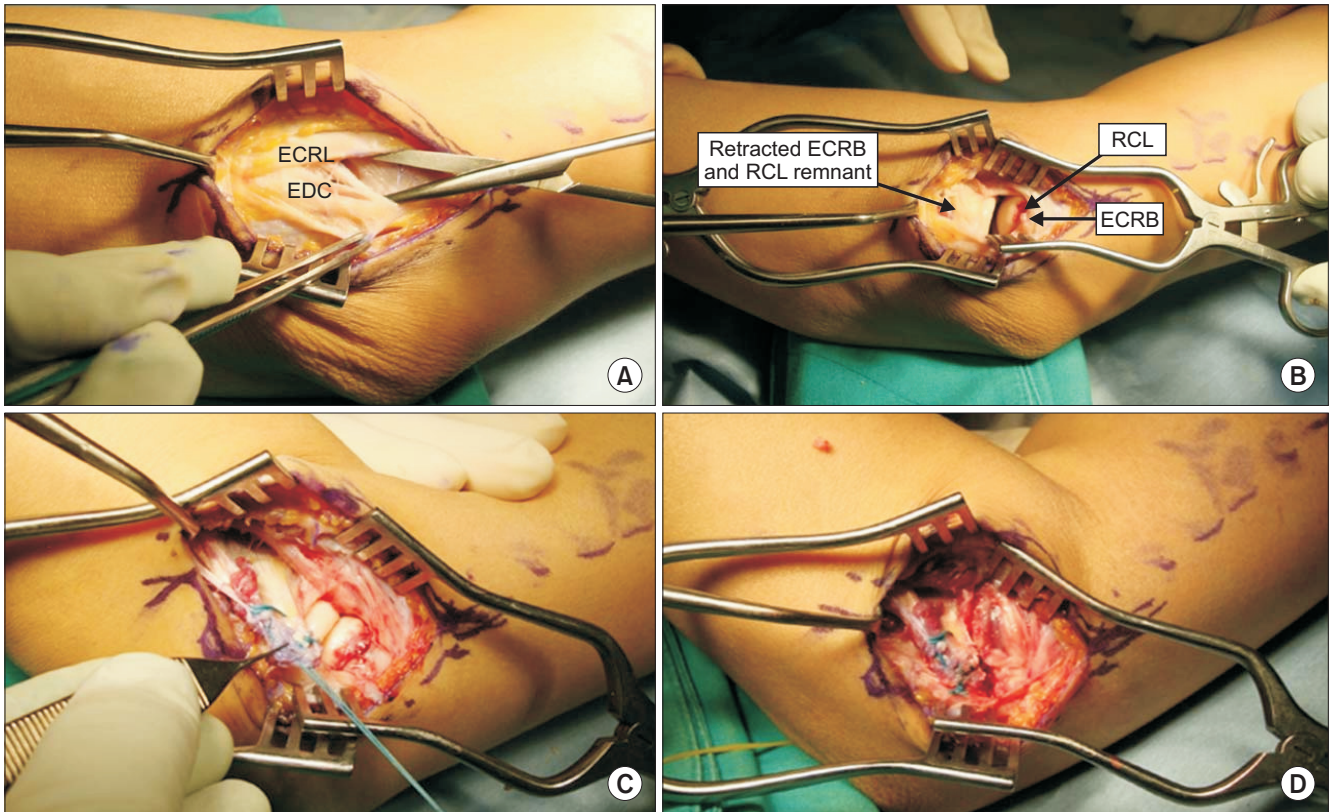 ECRL
EDC
A
Retracted ECRB
and RCL remnant
RCL
ECRB
B
C
D